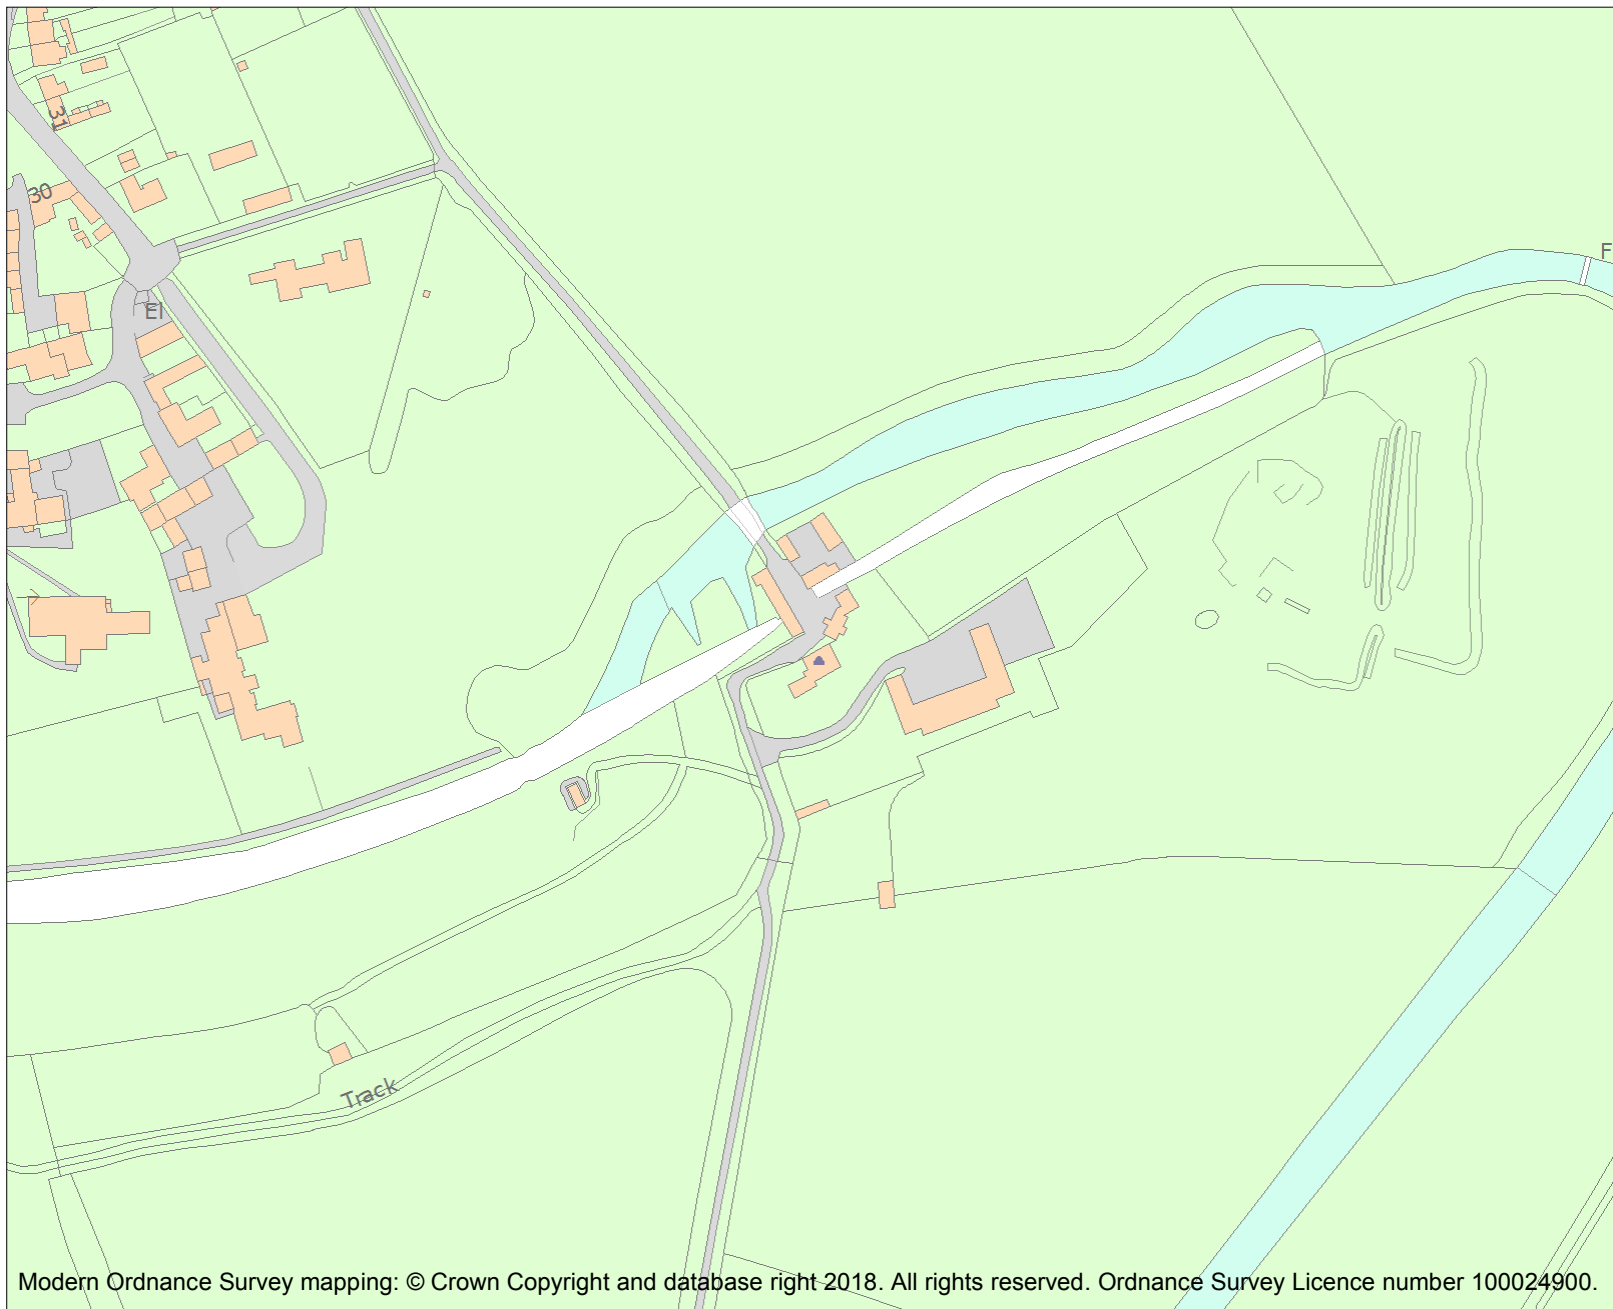 31
30
F
El
Track
Modern Ordnance Survey mapping: © Crown Copyright and database right 2018. All rights reserved. Ordnance Survey Licence number 100024900.